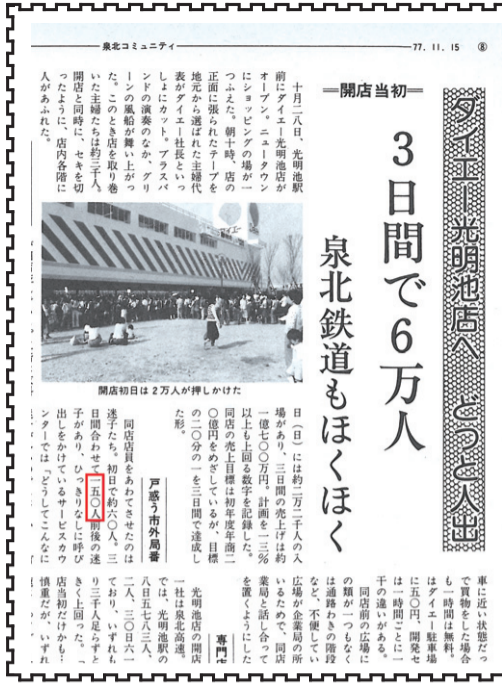 泉北コミュニティ
77. 11. 15 ⑧
ダイエー光明池店へ どっと人出
3日間で6万人
泉北鉄道もほくほく
=開店当初=
十月二八日、光明池駅
前にダイエー光明池店が
オープン。ニュータウン
にショッピングの場が一
つふえた。朝十時、店の
正面に張られたテープを
地元から選ばれた主婦代
表がダイエー社長といっ
しょにカット。ブラスバ
ンドの演奏のなか、グリ
ーンの風船が舞い上がっ
た。このとき店を取り巻
いた主婦たちは約三千人。
開店と同時に、セキを切
ったように、店内各階に
人があふれた。
開店初日は2万人が押しかけた
日(日)には約二万二千人の入
場があり、三日間の売上げは約
一億七〇〇万円。計画を一三%
以上も上回る数字を記録した。
同店の売上目標は初年度年商二
〇億円をめざしているが、目標
の二〇分の一を三日間で達成し
た形。
戸惑う市外局番
同店店員をあわてさせたのは
迷子たち。初日で約六〇人。三
日間合わせて一五〇人前後の迷
子があり、ひっきりなしに呼び
出しをかけているサービスカウ
ンターでは「どうしてこんなに
車に近い状態だっ
で買物をした場合
も一時間は無料。
はダイエー駐車場
に五〇円、開発セ
は一時間ごとに一
干の違いがある。
同店前の広場に
の類が一つもなく
は通路わきの階段
など、不便してい
広場が企業局の所
いるため、同店
業局と話し合って
を置くようにした
専門店
光明池店の開店
一社は泉北高速。
では、光明池駅の
八日五七八三人、
二人、三〇日六一
ており、いずれも
り三千人足らずと
きく上回った。「
店当初だけかも…
慎重だが、いずれ